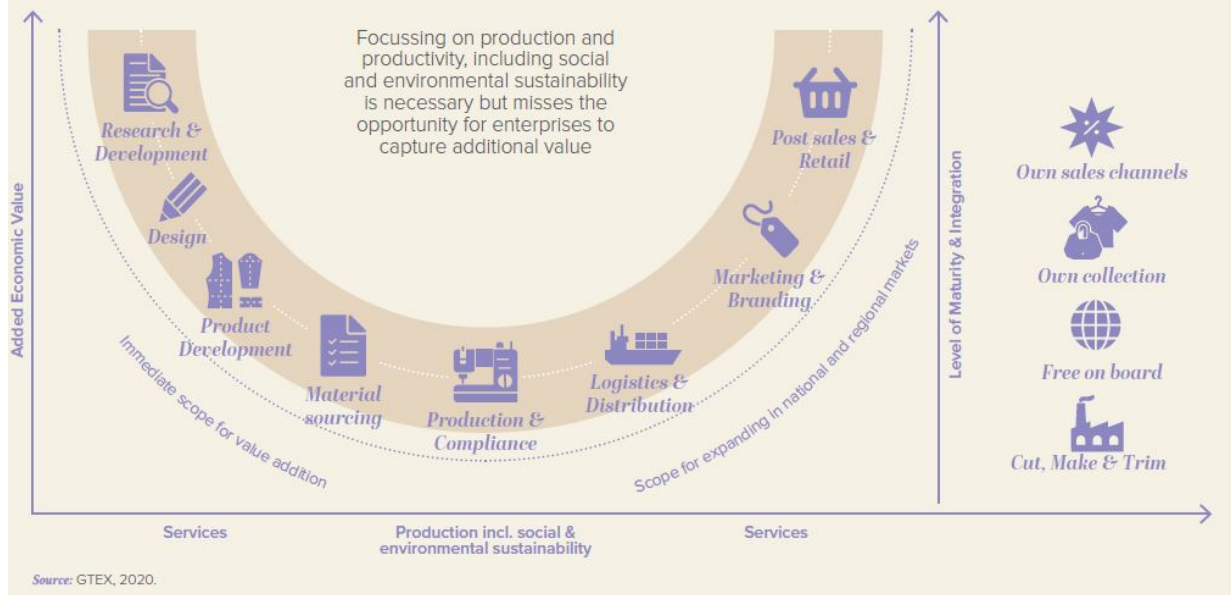 Focussing on production and
productivity, including social
and environmental sustainability
is necessary but misses the
opportunity for enterprises to
capture additional value
Added Economic Value
Research &
Development
Design
Product
Development
Material
sourcing
Production &
Compliance
Logistics &
Distribution
Marketing &
Branding
Post sales &
Retail
Immediate scope for value addition
Scope for expanding in national and regional markets
Level of Maturity & Integration
%
Own sales channels
Own collection
Free on board
Cut, Make & Trim
Services
Production incl. social &
environmental sustainability
Services
Source: GTEX, 2020.